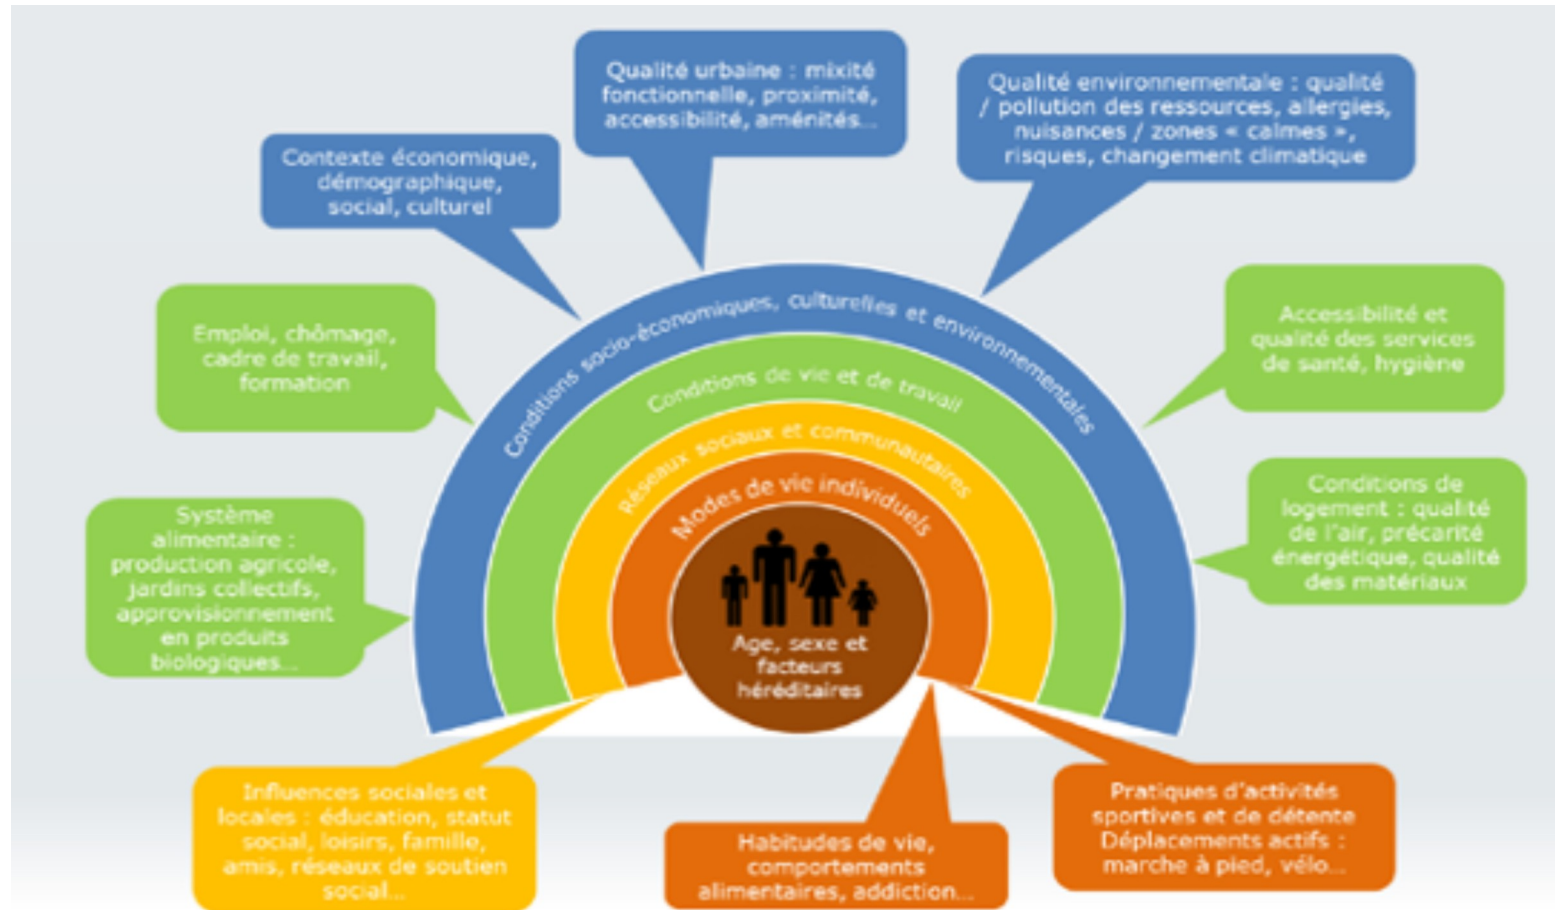 Qualité urbaine : mixité
fonctionnelle, proximité,
accessibilité, aménités...
Qualité environnementale : qualité
/ pollution des ressources, allergies,
nuisances / zones « calmes »,
risques, changement climatique
Contexte économique,
démographique,
social, culturel
Emploi, chômage,
cadre de travail,
formation
Accessibilité et
qualité des services
de santé, hygiène
Système
alimentaire :
production agricole,
jardins collectifs,
approvisionnement
en produits
biologiques...
Conditions de
logement : qualité
de l'air, précarité
énergétique, qualité
des matériaux
Conditions socio-économiques, culturelles et environnementales
Conditions de vie et de travail
Réseaux sociaux et communautaires
Modes de vie individuels
Age, sexe et
facteurs
héréditaires
Influences sociales et
locales : éducation, statut
social, loisirs, famille,
amis, réseaux de soutien
social...
Habitudes de vie,
comportements
alimentaires, addiction...
Pratiques d'activités
sportives et de détente
Déplacements actifs :
marche à pied, vélo...